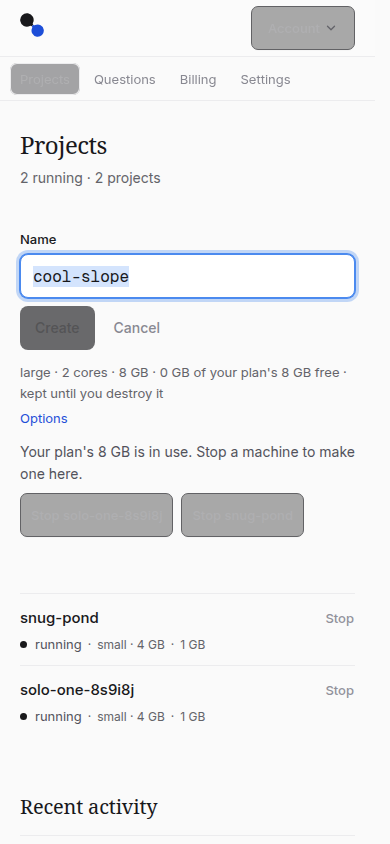 Account
Projects
Questions
Billing
Settings
Projects
2 running · 2 projects
Name
cool-slope
Create
Cancel
large · 2 cores · 8 GB · 0 GB of your plan's 8 GB free ·
kept until you destroy it
Options
Your plan's 8 GB is in use. Stop a machine to make
one here.
Stop solo-one-8s9i8j
Stop snug-pond
snug-pond
Stop
running · small · 4 GB · 1 GB
solo-one-8s9i8j
Stop
running · small · 4 GB · 1 GB
Recent activity